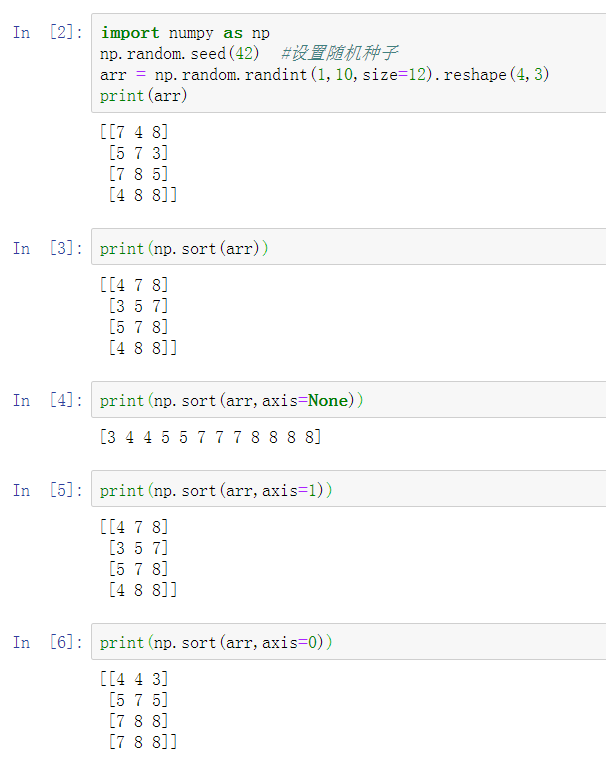 In [2]: import numpy as np
np.random.seed(42)  #设置随机种子
arr = np.random.randint(1,10,size=12).reshape(4,3)
print(arr)
[[7 4 8]
[5 7 3]
[7 8 5]
[4 8 8]]
In [3]: print(np.sort(arr))
[[4 7 8]
[3 5 7]
[5 7 8]
[4 8 8]]
In [4]: print(np.sort(arr,axis=None))
[3 4 4 5 5 7 7 7 8 8 8 8]
In [5]: print(np.sort(arr,axis=1))
[[4 7 8]
[3 5 7]
[5 7 8]
[4 8 8]]
In [6]: print(np.sort(arr,axis=0))
[[4 4 3]
[5 7 5]
[7 8 8]
[7 8 8]]